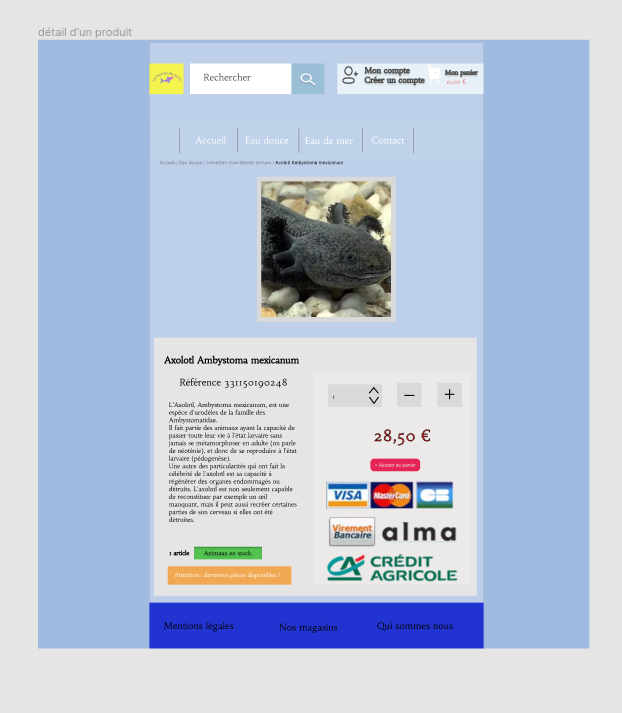 détail d'un produit
Rechercher
Mon compte
Créer un compte
Mon panier
0,00 €
Accueil
Eau douce
Eau de mer
Contact
Accueil / Eau douce / crevettes-invertébrés-tortues / Axolotl Ambystoma mexicanum
Axolotl Ambystoma mexicanum
Référence 331150190248
L'Axolotl, Ambystoma mexicanum, est une
espèce d'urodèles de la famille des
Ambystomatidae.
Il fait partie des animaux ayant la capacité de
passer toute leur vie à l'état larvaire sans
jamais se métamorphoser en adulte (on parle
de néoténie), et donc de se reproduire à l'état
larvaire (pédogenèse).
Une autre des particularités qui ont fait la
célébrité de l'axolotl est sa capacité à
régénérer des organes endommagés ou
détruits. L'axolotl est non seulement capable
de reconstituer par exemple un œil
manquant, mais il peut aussi recréer certaines
parties de son cerveau si elles ont été
détruites.
1 article
Animaux en stock.
Attention : dernières pièces disponibles !
1
28,50 €
+ Ajouter au panier
VISA
MasterCard
CB
Virement
Bancaire
alma
CA
CRÉDIT
AGRICOLE
Mentions légales
Nos magasins
Qui sommes nous